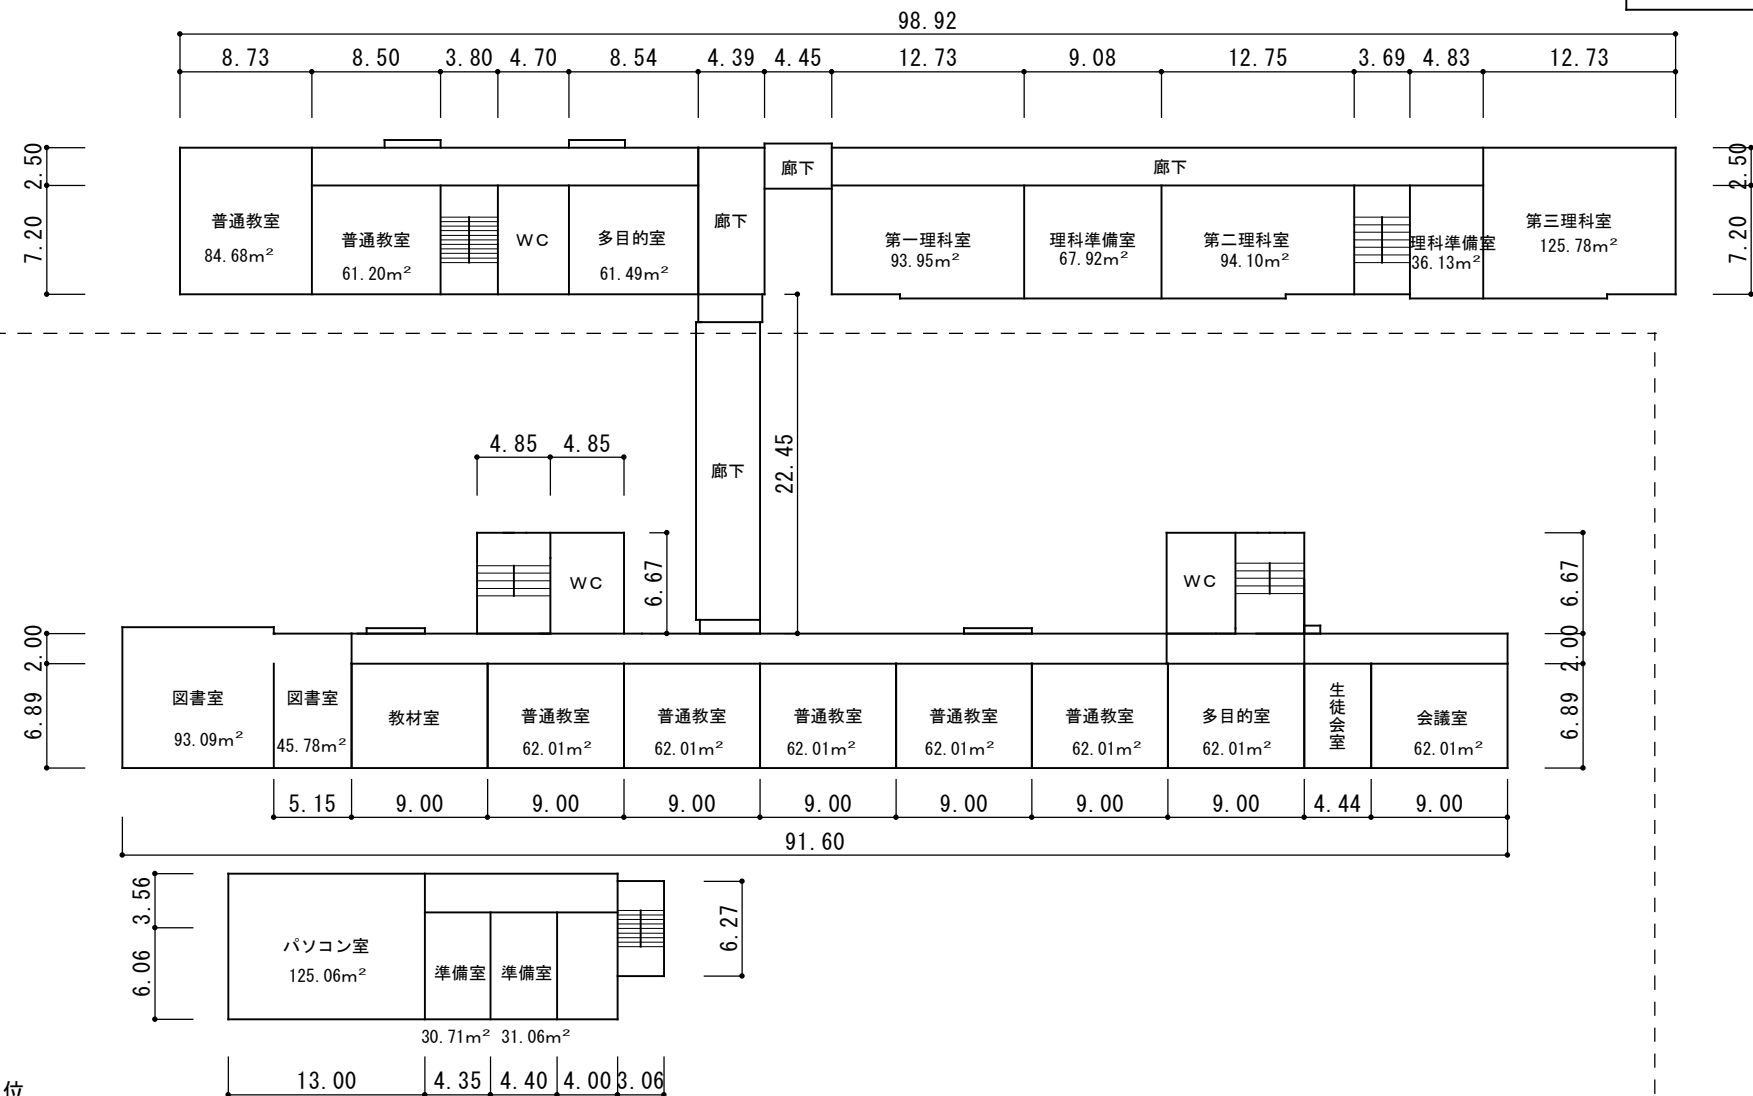 98.92
8.73 8.50 3.80 4.70 8.54 4.39 4.45 12.73 9.08 12.75 3.69 4.83 12.73
2.50
7.20
2.50
7.20
廊下
廊下
普通教室
84.68m²
普通教室
61.20m²
WC
多目的室
61.49m²
廊下
第一理科室
93.95m²
理科準備室
67.92m²
第二理科室
94.10m²
理科準備室
36.13m²
第三理科室
125.78m²
4.85 4.85
廊下
22.45
WC
6.67
WC
6.67
2.00
6.89
2.00
6.89
図書室
93.09m²
図書室
45.78m²
教材室
普通教室
62.01m²
普通教室
62.01m²
普通教室
62.01m²
普通教室
62.01m²
普通教室
62.01m²
多目的室
62.01m²
生徒会室
会議室
62.01m²
5.15 9.00 9.00 9.00 9.00 9.00 9.00 9.00 4.44 9.00
91.60
3.56
6.06
パソコン室
125.06m²
準備室
準備室
6.27
30.71m² 31.06m²
13.00 4.35 4.40 4.00 3.06
位